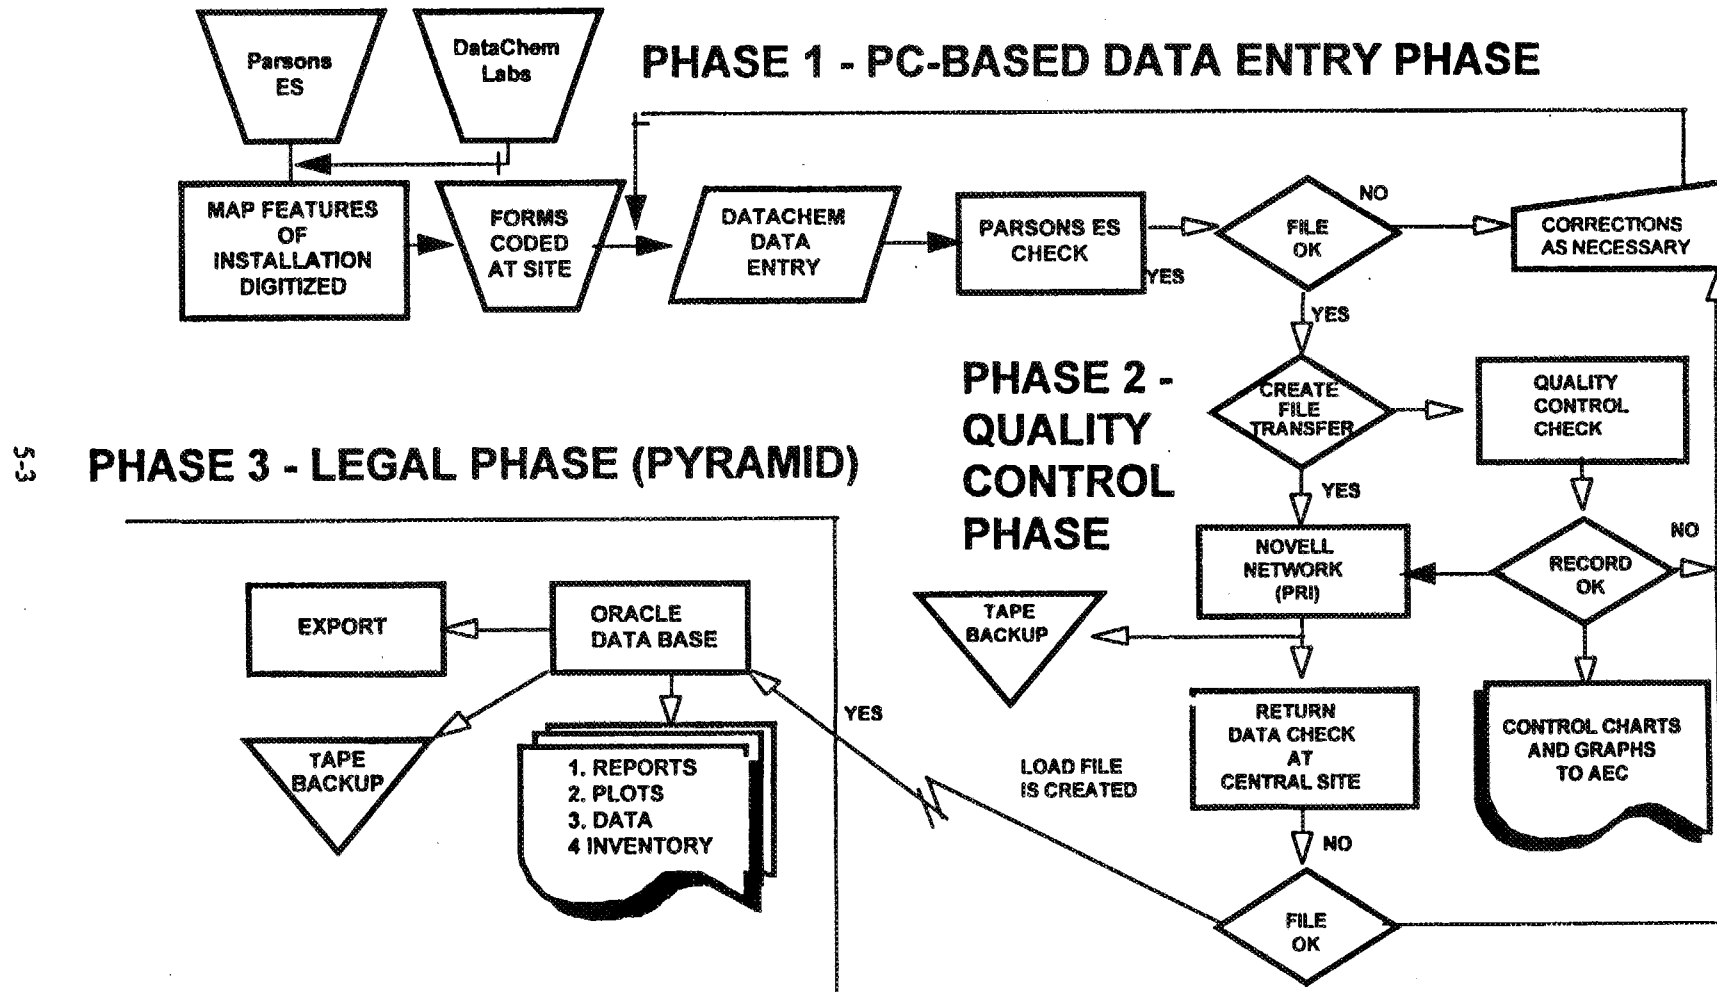 Parsons
ES
DataChem
Labs
PHASE 1 - PC-BASED DATA ENTRY PHASE
MAP FEATURES
OF
INSTALLATION
DIGITIZED
FORMS
CODED
AT SITE
DATACHEM
DATA
ENTRY
PARSONS ES
CHECK
YES
FILE
OK
NO
CORRECTIONS
AS NECESSARY
YES
PHASE 2 -
QUALITY
CONTROL
PHASE
CREATE
FILE
TRANSFER
QUALITY
CONTROL
CHECK
YES
NOVELL
NETWORK
(PRI)
RECORD
OK
NO
TAPE
BACKUP
RETURN
DATA CHECK
AT
CENTRAL SITE
CONTROL CHARTS
AND GRAPHS
TO AEC
LOAD FILE
IS CREATED
NO
FILE
OK
YES
5-3
PHASE 3 - LEGAL PHASE (PYRAMID)
EXPORT
ORACLE
DATA BASE
TAPE
BACKUP
1. REPORTS
2. PLOTS
3. DATA
4 INVENTORY